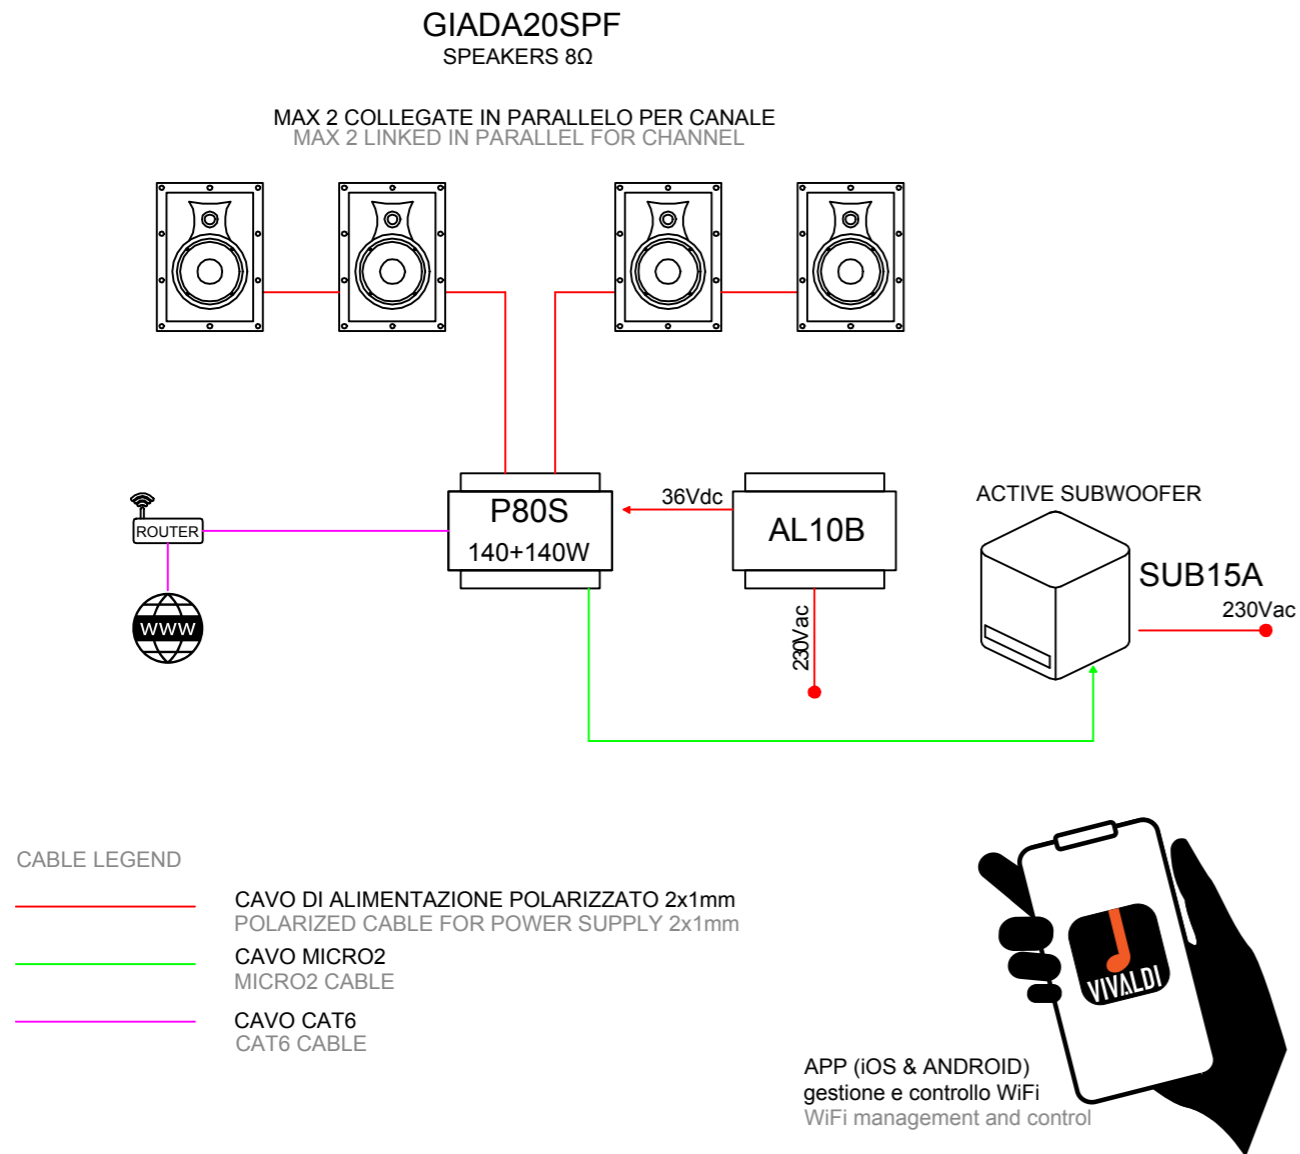 GIADA20SPF
SPEAKERS 8Ω
MAX 2 COLLEGATE IN PARALLELO PER CANALE
MAX 2 LINKED IN PARALLEL FOR CHANNEL
P80S
140+140W
36Vdc
AL10B
230Vac
ROUTER
WWW
ACTIVE SUBWOOFER
SUB15A
230Vac
CABLE LEGEND
CAVO DI ALIMENTAZIONE POLARIZZATO 2x1mm
POLARIZED CABLE FOR POWER SUPPLY 2x1mm
CAVO MICRO2
MICRO2 CABLE
CAVO CAT6
CAT6 CABLE
VIVALDI
APP (iOS & ANDROID)
gestione e controllo WiFi
WiFi management and control